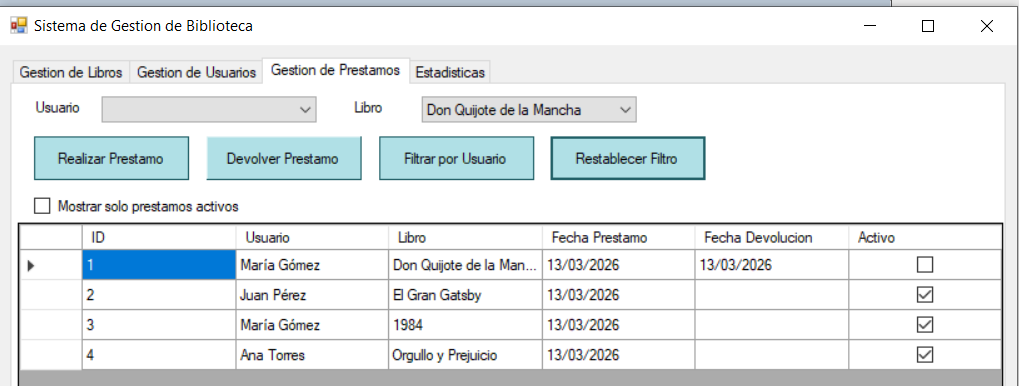 Sistema de Gestion de Biblioteca
Gestion de Libros Gestion de Usuarios Gestion de Prestamos Estadisticas
Usuario Libro Don Quijote de la Mancha
Realizar Prestamo Devolver Prestamo Filtrar por Usuario Restablecer Filtro
Mostrar solo prestamos activos
ID Usuario Libro Fecha Prestamo Fecha Devolucion Activo
1 María Gómez Don Quijote de la Man... 13/03/2026 13/03/2026
2 Juan Pérez El Gran Gatsby 13/03/2026
3 María Gómez 1984 13/03/2026
4 Ana Torres Orgullo y Prejuicio 13/03/2026